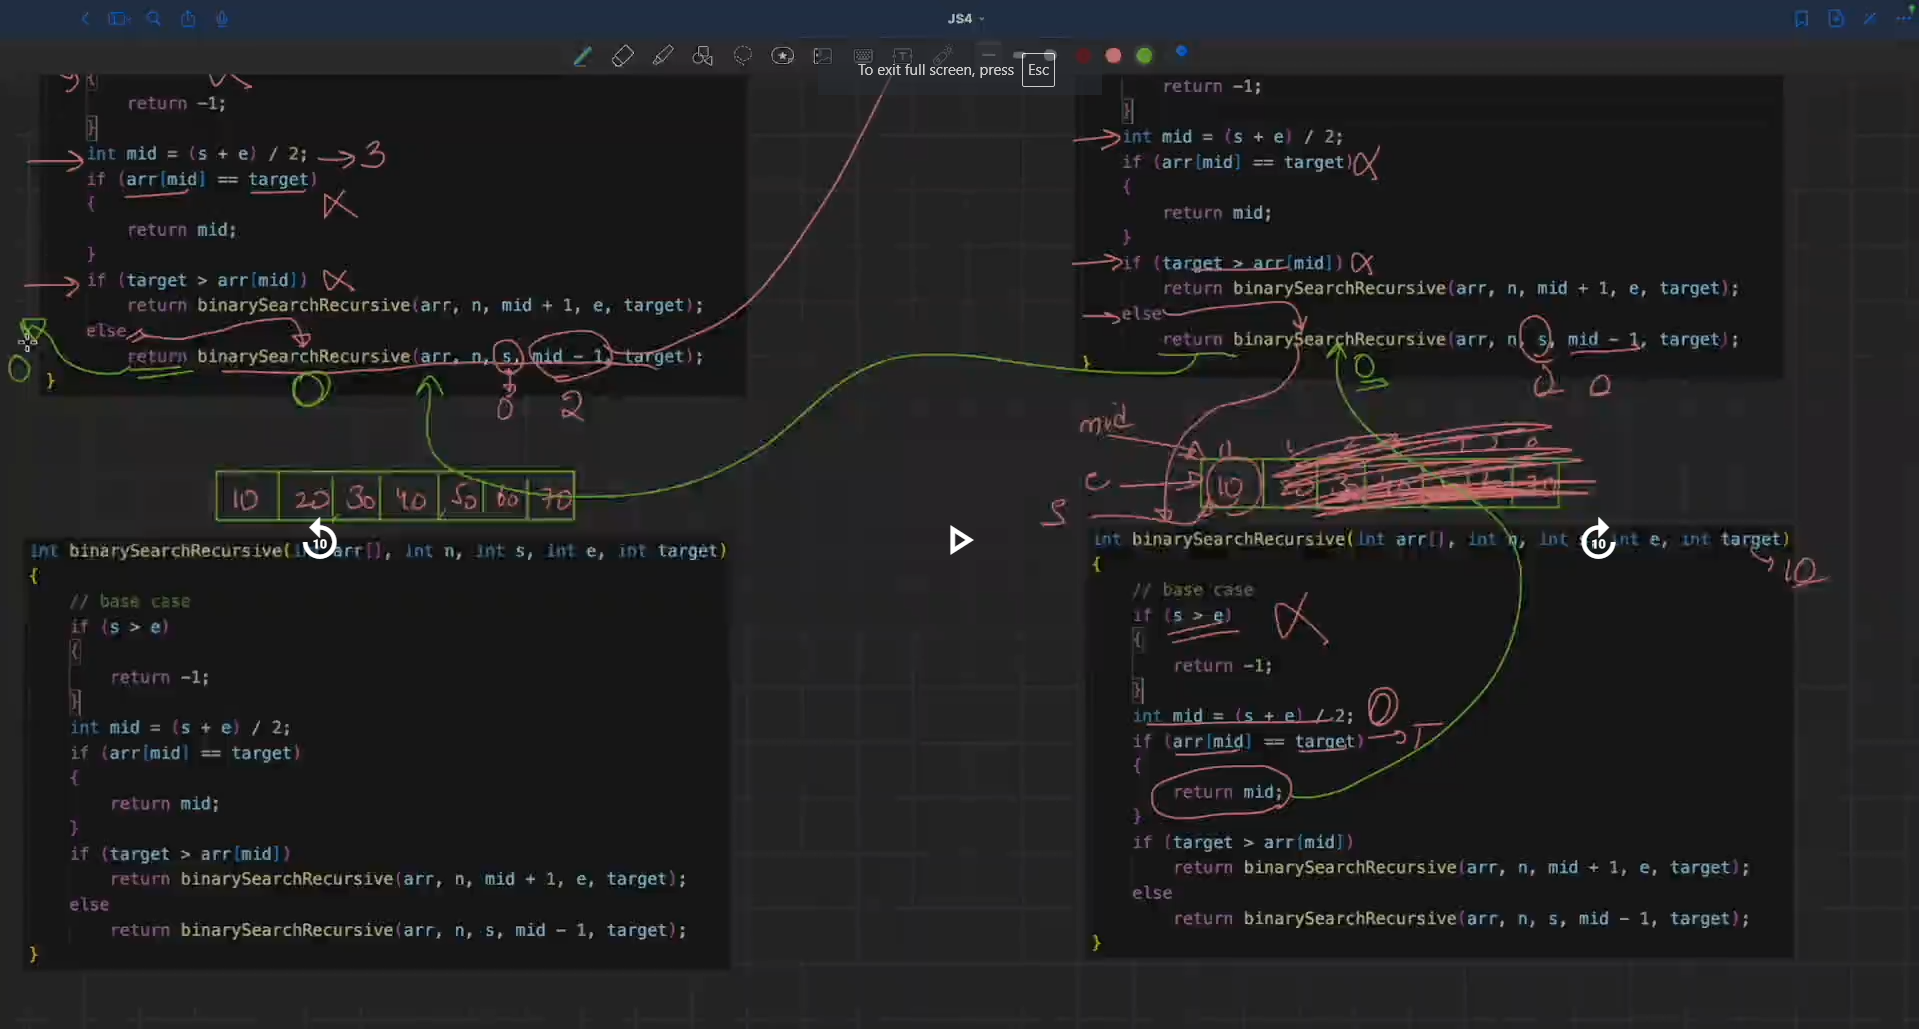 JS4
To exit full screen, press Esc
{
return -1;
}
int mid = (s + e) / 2; → 3
if (arr[mid] == target)
{
return mid;
}
if (target > arr[mid])
return binarySearchRecursive(arr, n, mid + 1, e, target);
else
return binarySearchRecursive(arr, n, s, mid - 1, target);
}
0
0
0
2
10 20 30 40 50 60 70
int binarySearchRecursive(int arr[], int n, int s, int e, int target)
{
// base case
if (s > e)
{
return -1;
}
int mid = (s + e) / 2;
if (arr[mid] == target)
{
return mid;
}
if (target > arr[mid])
return binarySearchRecursive(arr, n, mid + 1, e, target);
else
return binarySearchRecursive(arr, n, s, mid - 1, target);
}
return -1;
}
int mid = (s + e) / 2;
if (arr[mid] == target)
{
return mid;
}
if (target > arr[mid])
return binarySearchRecursive(arr, n, mid + 1, e, target);
else
return binarySearchRecursive(arr, n, s, mid - 1, target);
}
0
0 0
mid
e
s
10
10
10
int binarySearchRecursive(int arr[], int n, int e, int target)
10
{
// base case
if (s > e)
{
return -1;
}
int mid = (s + e) / 2; 0
if (arr[mid] == target) → T
{
return mid;
}
if (target > arr[mid])
return binarySearchRecursive(arr, n, mid + 1, e, target);
else
return binarySearchRecursive(arr, n, s, mid - 1, target);
}